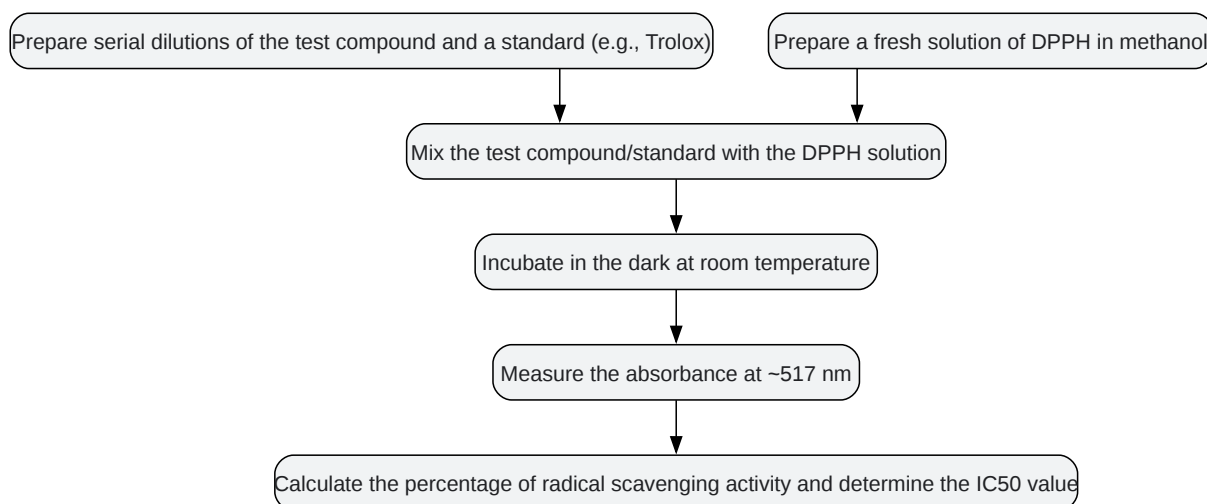 Prepare serial dilutions of the test compound and a standard (e.g., Trolox)
Prepare a fresh solution of DPPH in methanol
Mix the test compound/standard with the DPPH solution
Incubate in the dark at room temperature
Measure the absorbance at ~517 nm
Calculate the percentage of radical scavenging activity and determine the IC50 value